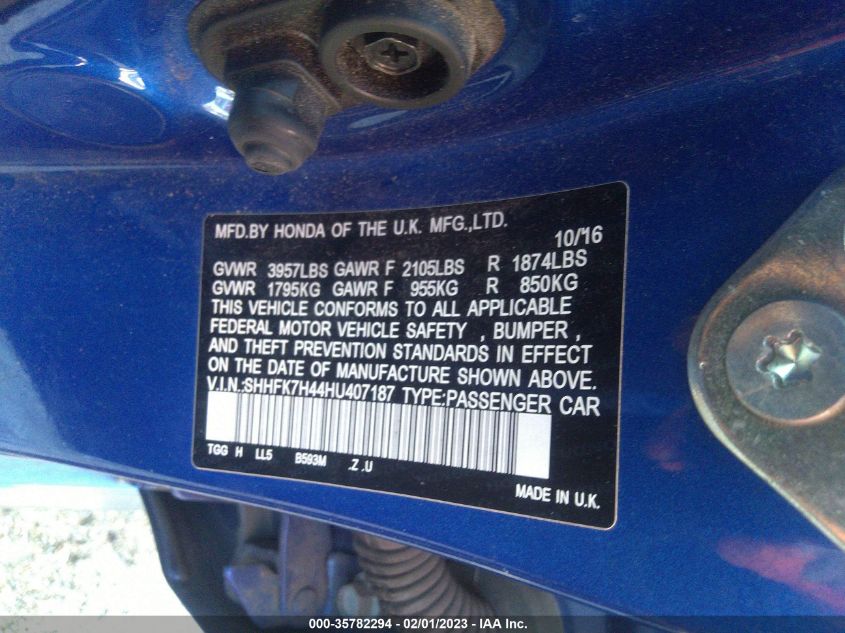 MFD.BY HONDA OF THE U.K. MFG.,LTD.
10/'16
GVWR 3957LBS GAWR F 2105LBS R 1874LBS
GVWR 1795KG GAWR F 955KG R 850KG
THIS VEHICLE CONFORMS TO ALL APPLICABLE
FEDERAL MOTOR VEHICLE SAFETY , BUMPER ,
AND THEFT PREVENTION STANDARDS IN EFFECT
ON THE DATE OF MANUFACTURE SHOWN ABOVE.
V.I.N.:SHHFK7H44HU407187 TYPE:PASSENGER CAR
TGG H LL5 B593M .Z .U
MADE IN U.K.
000-35782294 - 02/01/2023 - IAA Inc.